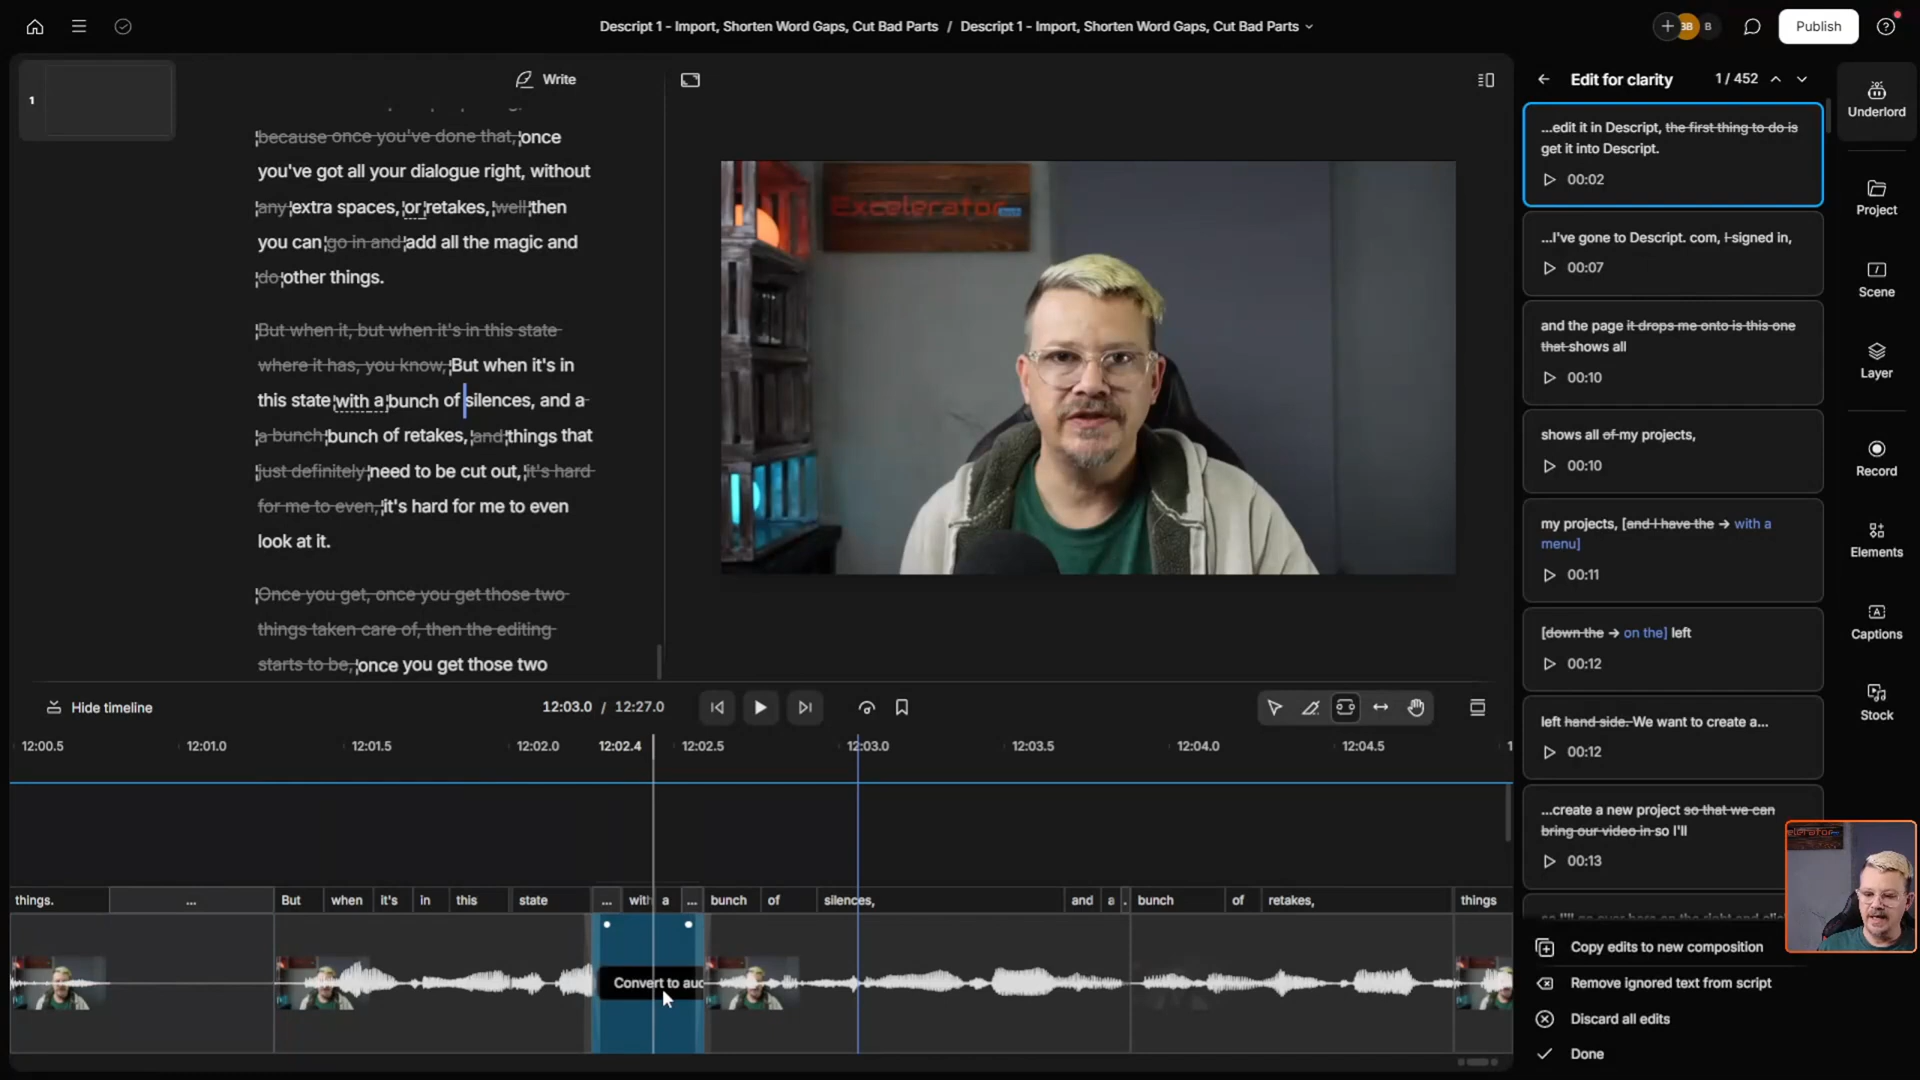 Descript 1 - Import, Shorten Word Gaps, Cut Bad Parts / Descript 1 - Import, Shorten Word Gaps, Cut Bad Parts
BB
B
Publish
1
Write
because once you've done that, once
you've got all your dialogue right, without
any extra spaces, or retakes, well then
you can go in and add all the magic and
do other things.
But when it, but when it's in this state
where it has, you know, But when it's in
this state with a bunch of silences, and a
a bunch bunch of retakes, and things that
just definitely need to be cut out, it's hard
for me to even, it's hard for me to even
look at it.
Once you get, once you get those two
things taken care of, then the editing
starts to be, once you get those two
Excelerator
Edit for clarity 1 / 452
...edit it in Descript, the first thing to do is
get it into Descript.
00:02
...I've gone to Descript. com, I signed in,
00:07
and the page it drops me onto is this one
that shows all
00:10
shows all of my projects,
00:10
my projects, [and I have the → with a
menu]
00:11
[down the → on the] left
00:12
left hand side. We want to create a...
00:12
...create a new project so that we can
bring our video in so I'll
00:13
Copy edits to new composition
Remove ignored text from script
Discard all edits
Done
Underlord
Project
Scene
Layer
Record
Elements
Captions
Stock
Hide timeline
12:03.0 / 12:27.0
12:00.5 12:01.0 12:01.5 12:02.0 12:02.4 12:02.5 12:03.0 12:03.5 12:04.0 12:04.5
things. ... But when it's in this state ... with a ... bunch of silences, and a . bunch of retakes, things
Convert to